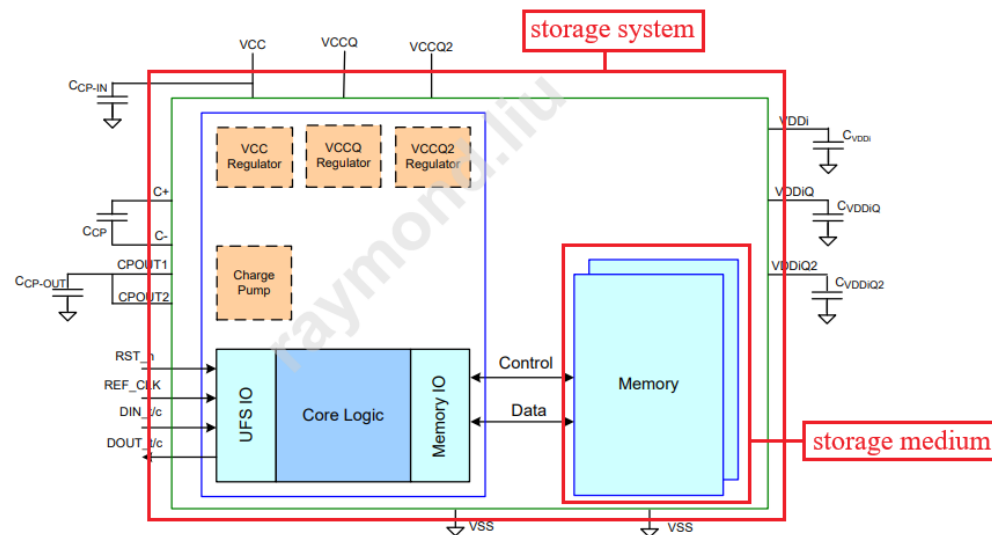 storage system
VCC
VCCQ
VCCQ2
CCP-IN
VDDi
CVDDi
VCC
Regulator
VCCQ
Regulator
VCCQ2
Regulator
C+
CCP
C-
VDDiQ
CVDDiQ
CPOUT1
CCP-OUT
CPOUT2
Charge
Pump
VDDiQ2
CVDDiQ2
raymond.liu
RST_n
REF_CLK
DIN_t/c
DOUT_t/c
UFS IO
Core Logic
Memory IO
Control
Data
Memory
storage medium
VSS
VSS